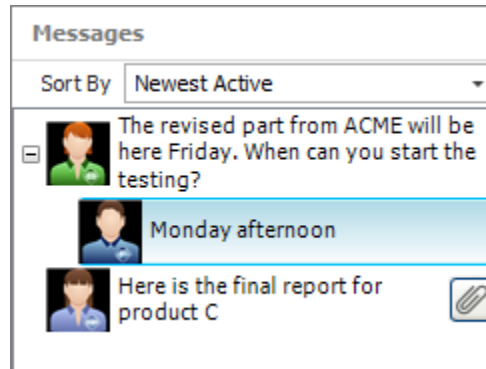 Messages
Sort By Newest Active
The revised part from ACME will be
here Friday. When can you start the
testing?
Monday afternoon
Here is the final report for
product C